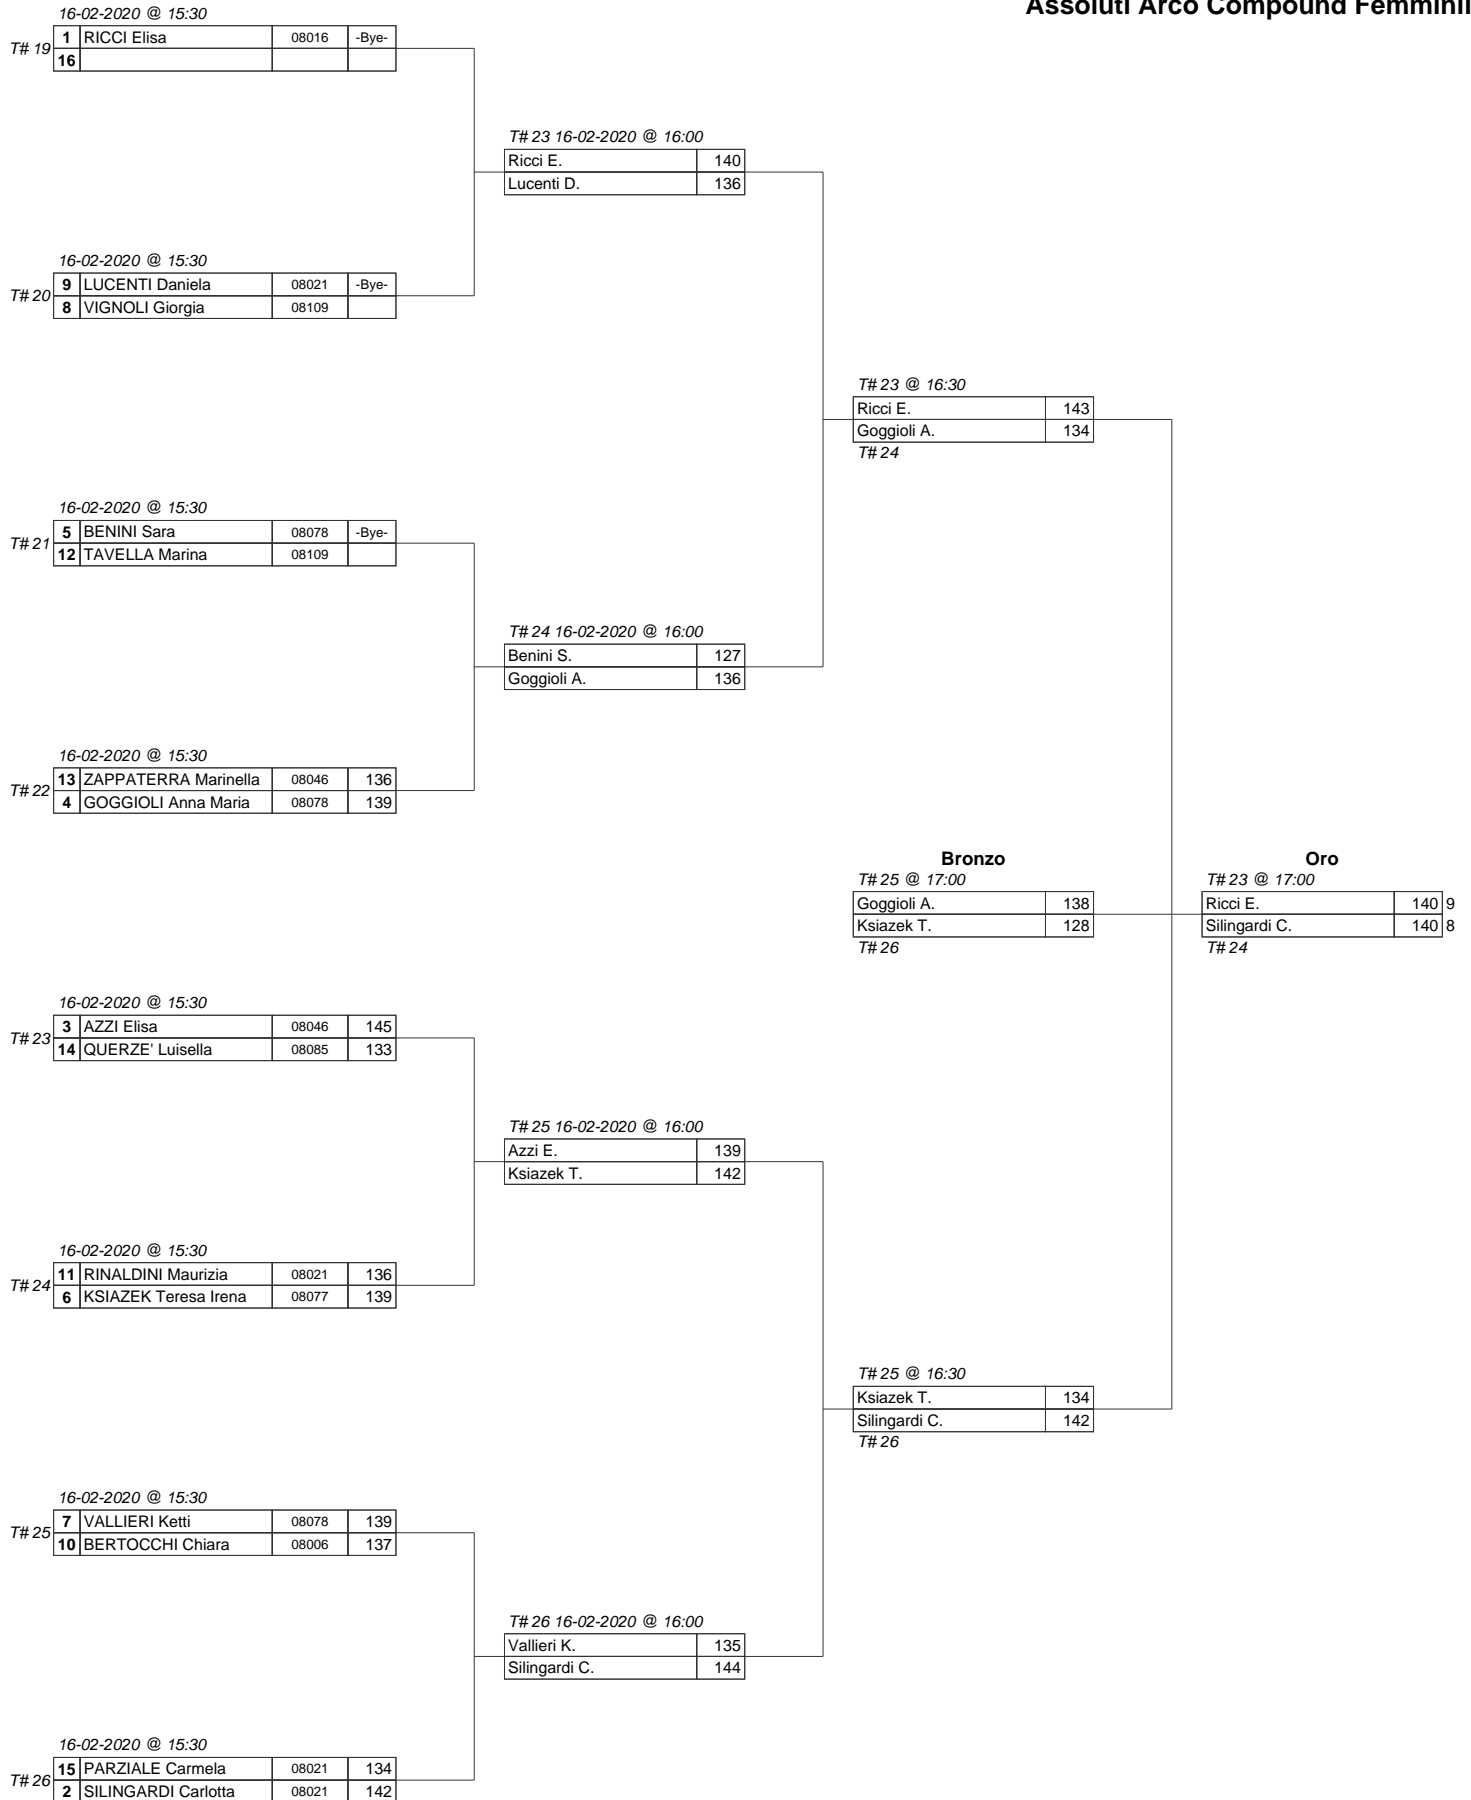 Assoluti Arco Compound Femminil
16-02-2020 @ 15:30
T# 19
1 RICCI Elisa 08016 -Bye-
16
T# 23 16-02-2020 @ 16:00
Ricci E. 140
Lucenti D. 136
16-02-2020 @ 15:30
T# 20
9 LUCENTI Daniela 08021 -Bye-
8 VIGNOLI Giorgia 08109
T# 23 @ 16:30
Ricci E. 143
Goggioli A. 134
T# 24
16-02-2020 @ 15:30
T# 21
5 BENINI Sara 08078 -Bye-
12 TAVELLA Marina 08109
T# 24 16-02-2020 @ 16:00
Benini S. 127
Goggioli A. 136
16-02-2020 @ 15:30
T# 22
13 ZAPPATERRA Marinella 08046 136
4 GOGGIOLI Anna Maria 08078 139
Bronzo
T# 25 @ 17:00
Goggioli A. 138
Ksiazek T. 128
T# 26
Oro
T# 23 @ 17:00
Ricci E. 140 9
Silingardi C. 140 8
T# 24
16-02-2020 @ 15:30
T# 23
3 AZZI Elisa 08046 145
14 QUERZE' Luisella 08085 133
T# 25 16-02-2020 @ 16:00
Azzi E. 139
Ksiazek T. 142
16-02-2020 @ 15:30
T# 24
11 RINALDINI Maurizia 08021 136
6 KSIAZEK Teresa Irena 08077 139
T# 25 @ 16:30
Ksiazek T. 134
Silingardi C. 142
T# 26
16-02-2020 @ 15:30
T# 25
7 VALLIERI Ketti 08078 139
10 BERTOCCHI Chiara 08006 137
T# 26 16-02-2020 @ 16:00
Vallieri K. 135
Silingardi C. 144
16-02-2020 @ 15:30
T# 26
15 PARZIALE Carmela 08021 134
2 SILINGARDI Carlotta 08021 142